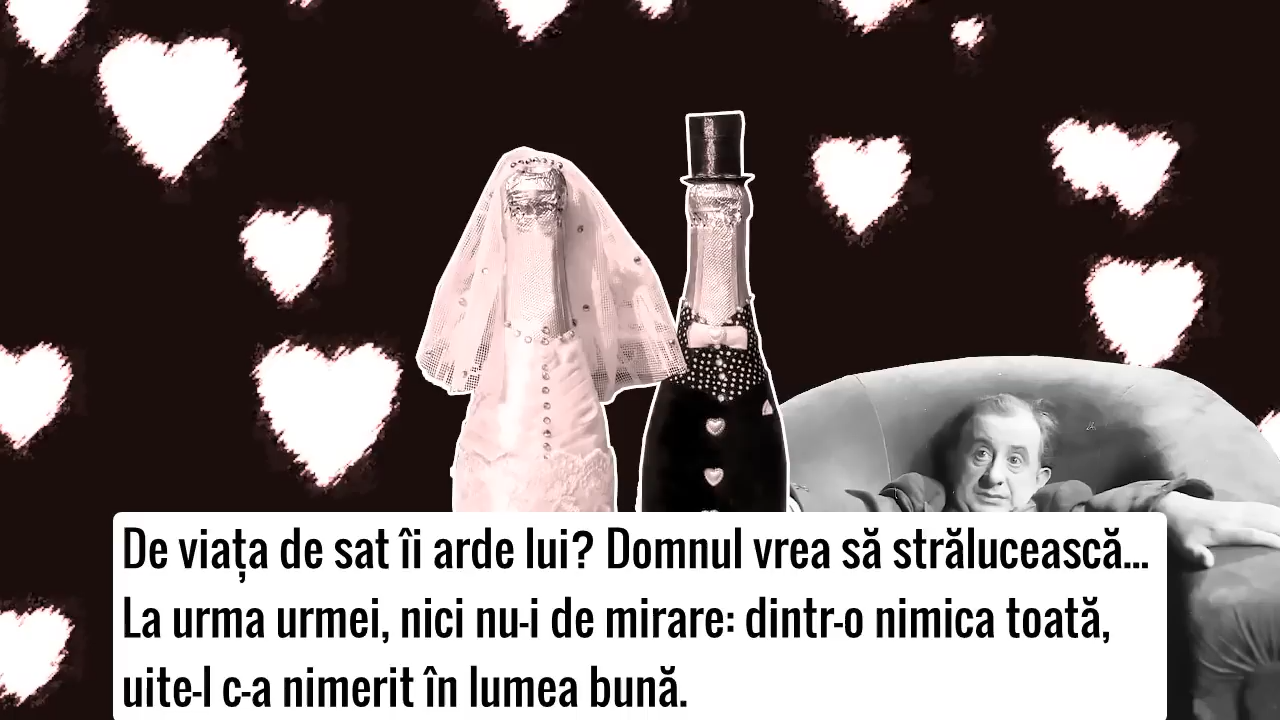 De viața de sat îi arde lui? Domnul vrea să strălucească...
La urma urmei, nici nu-i de mirare: dintr-o nimica toată,
uite-l c-a nimerit în lumea bună.